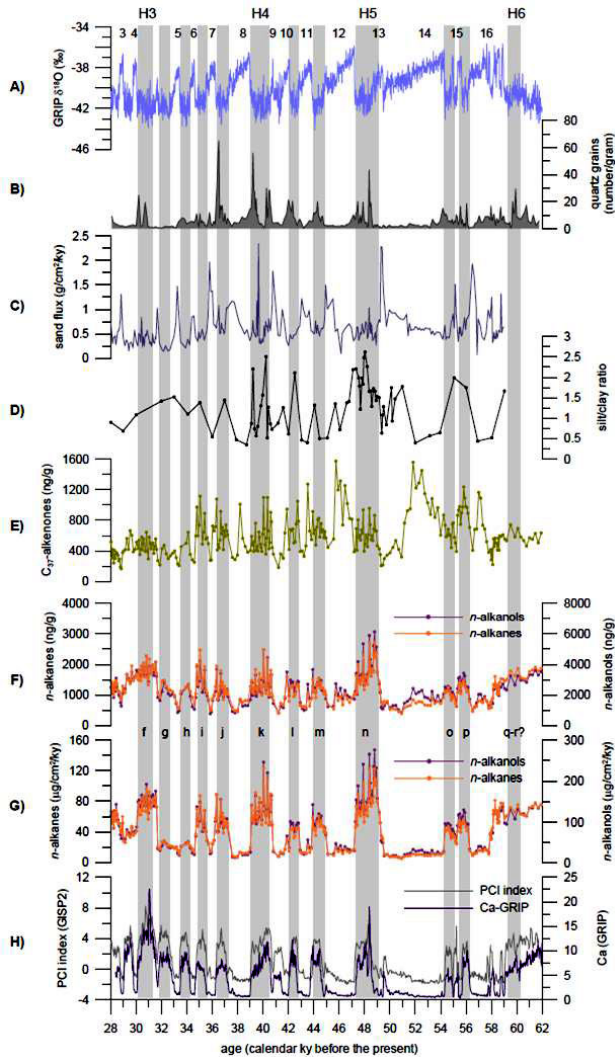 H3 H4 H5 H6
3 4 5 6 7 8 9 10 11 12 13 14 15 16
-34
-38
-42
-46
GRIP δ¹⁸O (‰)
A)
80
60
40
20
0
quartz grains
(number/gram)
B)
2.5
2
1.5
1
0.5
0
sand flux (g/cm²/ky)
C)
3
2.5
2
1.5
1
0.5
0
silt/clay ratio
D)
1600
1200
800
400
0
C₃₇-alkenones (ng/g)
E)
4000
3000
2000
1000
0
n-alkanes (ng/g)
n-alkanols
n-alkanes
8000
6000
4000
2000
0
n-alkanols (ng/g)
F)
f g h i j k l m n o p q-r?
160
120
80
40
0
n-alkanes (µg/cm²/ky)
n-alkanols
n-alkanes
300
200
100
0
n-alkanols (µg/cm²/ky)
G)
12
8
4
0
-4
PCI index (GISP2)
PCI index
Ca-GRIP
25
20
15
10
5
0
Ca (GRIP)
H)
28 30 32 34 36 38 40 42 44 46 48 50 52 54 56 58 60 62
age (calendar ky before the present)